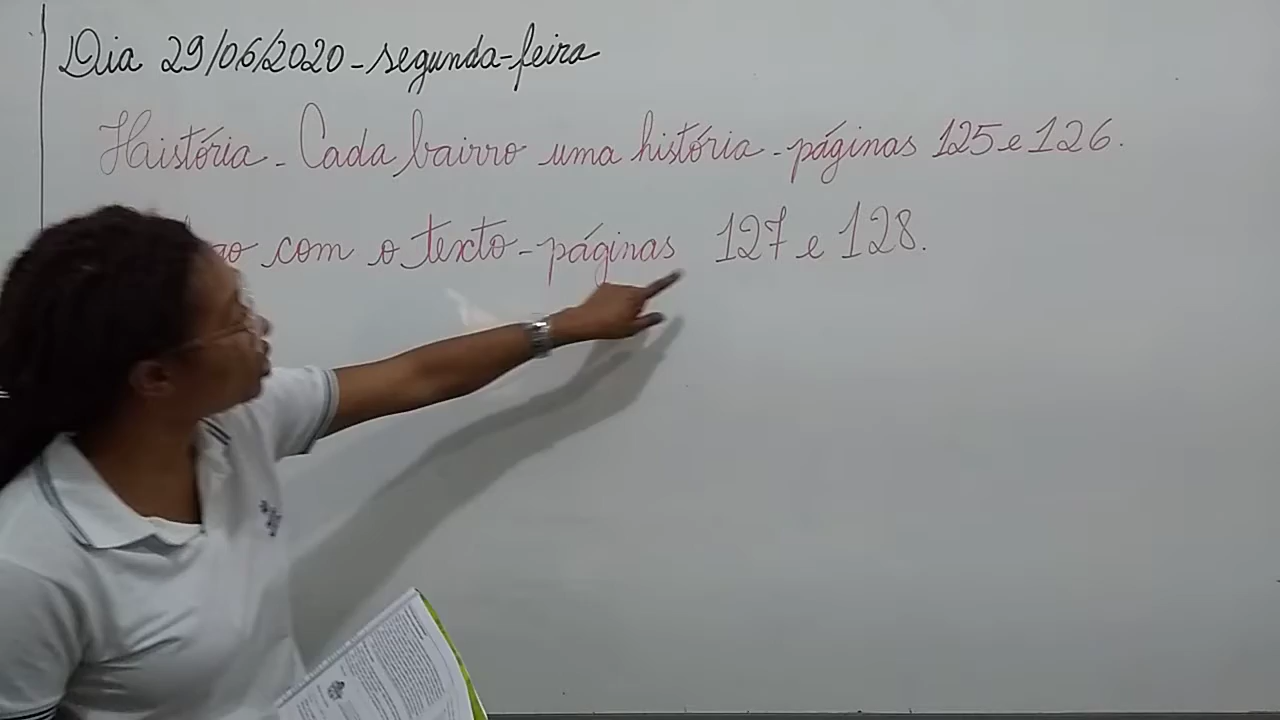 Dia 29/06/2020 - segunda-feira
História - Cada bairro uma história - páginas 125 e 126.
com o texto - páginas 127 e 128.